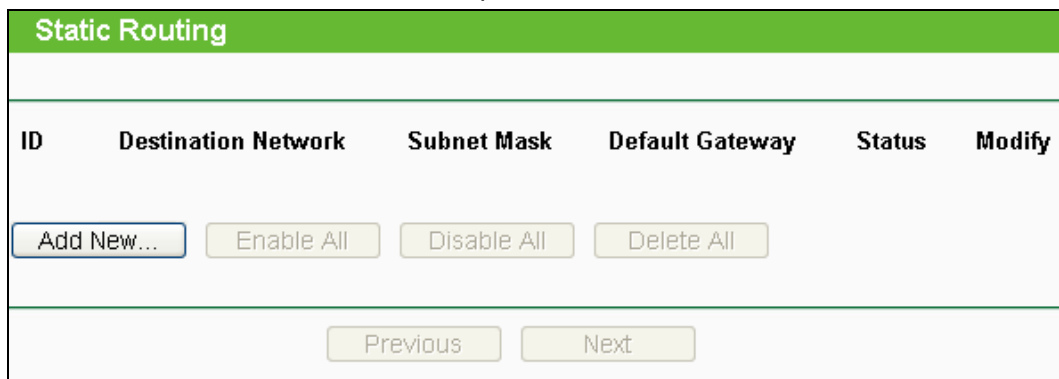 Static Routing
ID Destination Network Subnet Mask Default Gateway Status Modify
Add New... Enable All Disable All Delete All
Previous Next